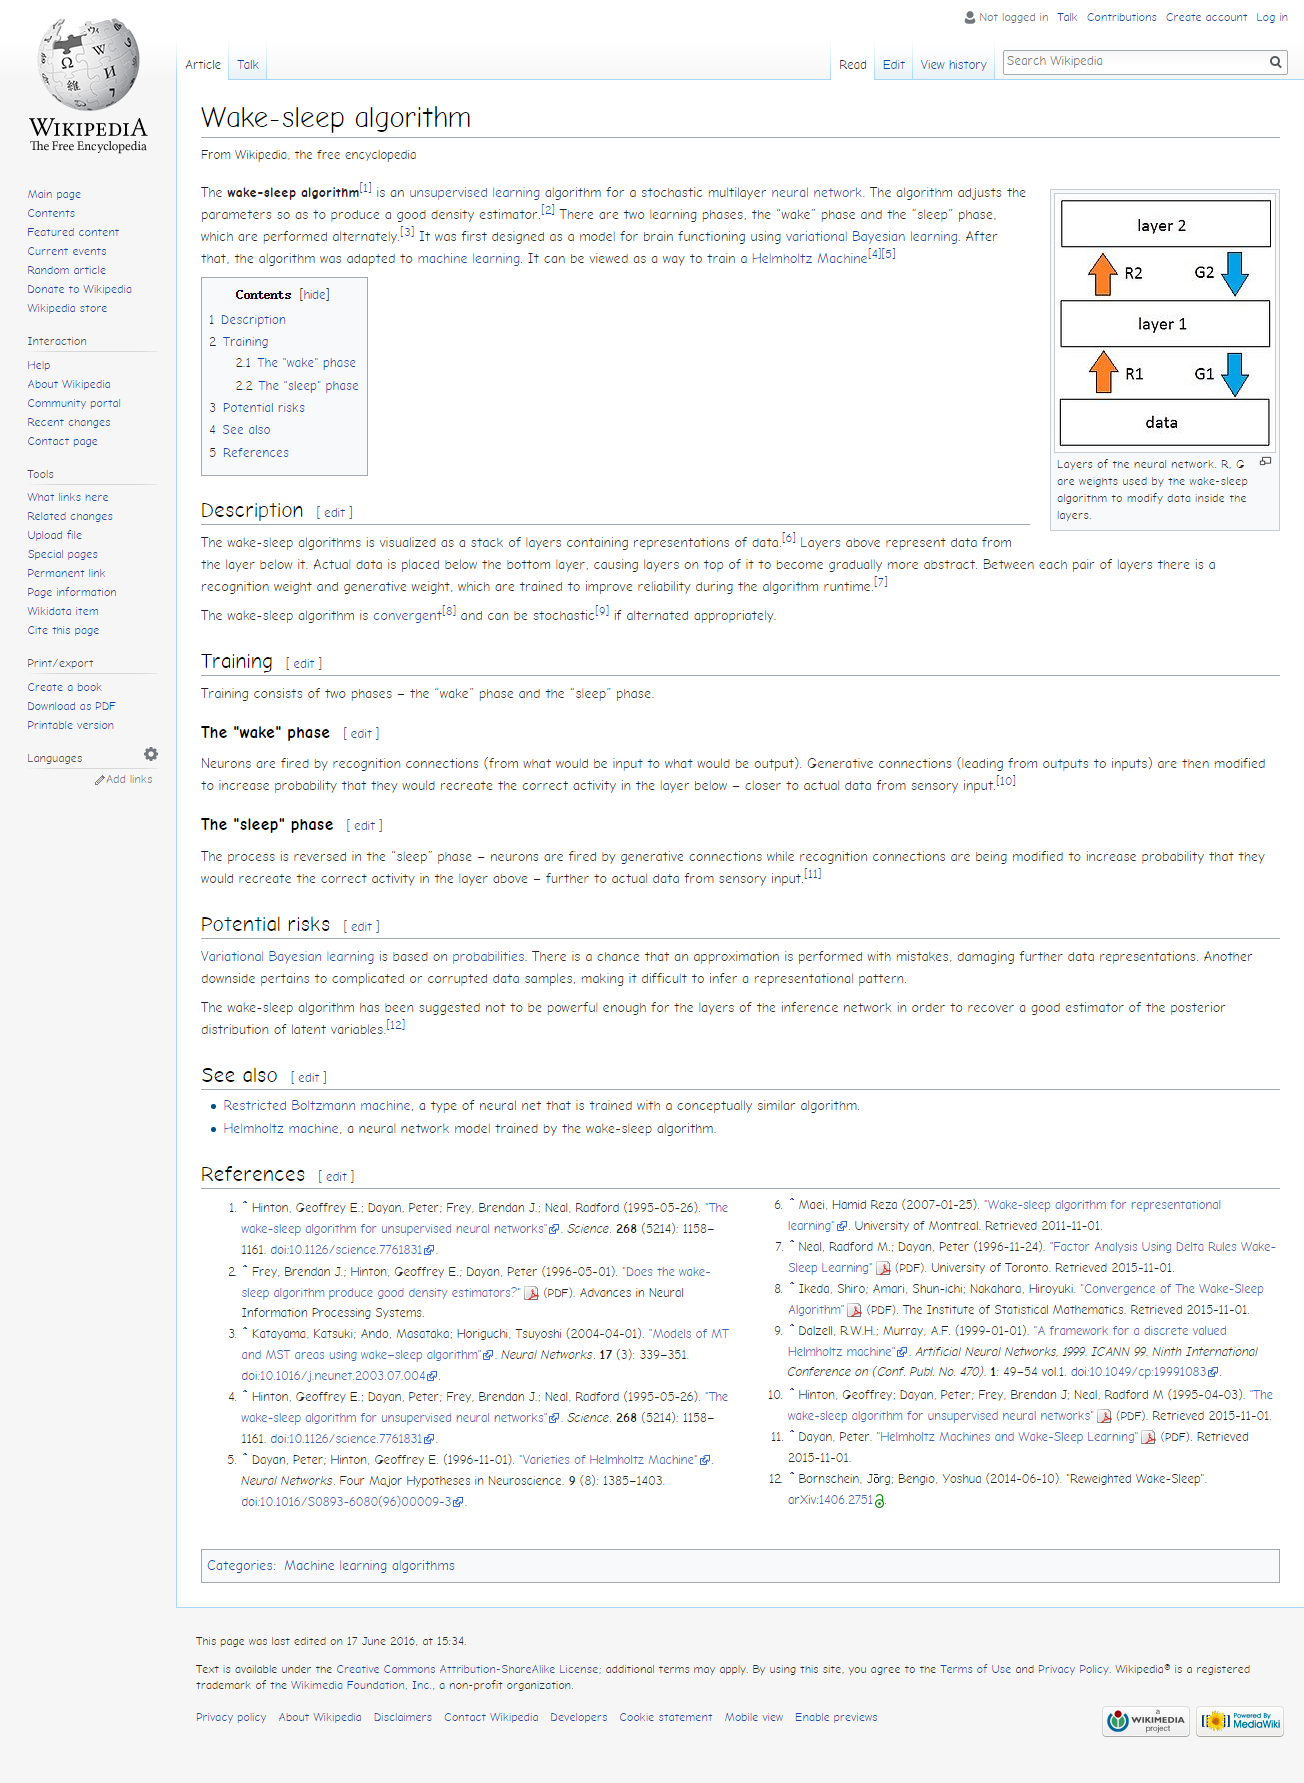 Not logged in Talk Contributions Create account Log in
Article Talk Read Edit View history Search Wikipedia
WIKIPEDIA
The Free Encyclopedia
Main page
Contents
Featured content
Current events
Random article
Donate to Wikipedia
Wikipedia store
Interaction
Help
About Wikipedia
Community portal
Recent changes
Contact page
Tools
What links here
Related changes
Upload file
Special pages
Permanent link
Page information
Wikidata item
Cite this page
Print/export
Create a book
Download as PDF
Printable version
Languages
Add links
Wake-sleep algorithm
From Wikipedia, the free encyclopedia
The wake-sleep algorithm[1] is an unsupervised learning algorithm for a stochastic multilayer neural network. The algorithm adjusts the
parameters so as to produce a good density estimator.[2] There are two learning phases, the "wake" phase and the "sleep" phase,
which are performed alternately.[3] It was first designed as a model for brain functioning using variational Bayesian learning. After
that, the algorithm was adapted to machine learning. It can be viewed as a way to train a Helmholtz Machine[4][5]
layer 2
R2 G2
layer 1
R1 G1
data
Layers of the neural network. R, G
are weights used by the wake-sleep
algorithm to modify data inside the
layers.
Contents [hide]
1 Description
2 Training
2.1 The "wake" phase
2.2 The "sleep" phase
3 Potential risks
4 See also
5 References
Description [ edit ]
The wake-sleep algorithms is visualized as a stack of layers containing representations of data.[6] Layers above represent data from
the layer below it. Actual data is placed below the bottom layer, causing layers on top of it to become gradually more abstract. Between each pair of layers there is a
recognition weight and generative weight, which are trained to improve reliability during the algorithm runtime.[7]
The wake-sleep algorithm is convergent[8] and can be stochastic[9] if alternated appropriately.
Training [ edit ]
Training consists of two phases – the "wake" phase and the "sleep" phase.
The "wake" phase [ edit ]
Neurons are fired by recognition connections (from what would be input to what would be output). Generative connections (leading from outputs to inputs) are then modified
to increase probability that they would recreate the correct activity in the layer below – closer to actual data from sensory input.[10]
The "sleep" phase [ edit ]
The process is reversed in the "sleep" phase – neurons are fired by generative connections while recognition connections are being modified to increase probability that they
would recreate the correct activity in the layer above – further to actual data from sensory input.[11]
Potential risks [ edit ]
Variational Bayesian learning is based on probabilities. There is a chance that an approximation is performed with mistakes, damaging further data representations. Another
downside pertains to complicated or corrupted data samples, making it difficult to infer a representational pattern.
The wake-sleep algorithm has been suggested not to be powerful enough for the layers of the inference network in order to recover a good estimator of the posterior
distribution of latent variables.[12]
See also [ edit ]
• Restricted Boltzmann machine, a type of neural net that is trained with a conceptually similar algorithm.
• Helmholtz machine, a neural network model trained by the wake-sleep algorithm.
References [ edit ]
1. ^ Hinton, Geoffrey E.; Dayan, Peter; Frey, Brendan J.; Neal, Radford (1995-05-26). "The
wake-sleep algorithm for unsupervised neural networks". Science. 268 (5214): 1158–
1161. doi:10.1126/science.7761831.
2. ^ Frey, Brendan J.; Hinton, Geoffrey E.; Dayan, Peter (1996-05-01). "Does the wake-
sleep algorithm produce good density estimators?" (PDF). Advances in Neural
Information Processing Systems.
3. ^ Katayama, Katsuki; Ando, Masataka; Horiguchi, Tsuyoshi (2004-04-01). "Models of MT
and MST areas using wake–sleep algorithm". Neural Networks. 17 (3): 339–351.
doi:10.1016/j.neunet.2003.07.004.
4. ^ Hinton, Geoffrey E.; Dayan, Peter; Frey, Brendan J.; Neal, Radford (1995-05-26). "The
wake-sleep algorithm for unsupervised neural networks". Science. 268 (5214): 1158–
1161. doi:10.1126/science.7761831.
5. ^ Dayan, Peter; Hinton, Geoffrey E. (1996-11-01). "Varieties of Helmholtz Machine".
Neural Networks. Four Major Hypotheses in Neuroscience. 9 (8): 1385–1403.
doi:10.1016/S0893-6080(96)00009-3.
6. ^ Maei, Hamid Reza (2007-01-25). "Wake-sleep algorithm for representational
learning". University of Montreal. Retrieved 2011-11-01.
7. ^ Neal, Radford M.; Dayan, Peter (1996-11-24). "Factor Analysis Using Delta Rules Wake-
Sleep Learning" (PDF). University of Toronto. Retrieved 2015-11-01.
8. ^ Ikeda, Shiro; Amari, Shun-ichi; Nakahara, Hiroyuki. "Convergence of The Wake-Sleep
Algorithm" (PDF). The Institute of Statistical Mathematics. Retrieved 2015-11-01.
9. ^ Dalzell, R.W.H.; Murray, A.F. (1999-01-01). "A framework for a discrete valued
Helmholtz machine". Artificial Neural Networks, 1999. ICANN 99. Ninth International
Conference on (Conf. Publ. No. 470). 1: 49–54 vol.1. doi:10.1049/cp:19991083.
10. ^ Hinton, Geoffrey; Dayan, Peter; Frey, Brendan J; Neal, Radford M (1995-04-03). "The
wake-sleep algorithm for unsupervised neural networks" (PDF). Retrieved 2015-11-01.
11. ^ Dayan, Peter. "Helmholtz Machines and Wake-Sleep Learning" (PDF). Retrieved
2015-11-01.
12. ^ Bornschein, Jörg; Bengio, Yoshua (2014-06-10). "Reweighted Wake-Sleep".
arXiv:1406.2751.
Categories: Machine learning algorithms
This page was last edited on 17 June 2016, at 15:34.
Text is available under the Creative Commons Attribution-ShareAlike License; additional terms may apply. By using this site, you agree to the Terms of Use and Privacy Policy. Wikipedia® is a registered
trademark of the Wikimedia Foundation, Inc., a non-profit organization.
Privacy policy About Wikipedia Disclaimers Contact Wikipedia Developers Cookie statement Mobile view Enable previews
a WIKIMEDIA project
Powered By MediaWiki